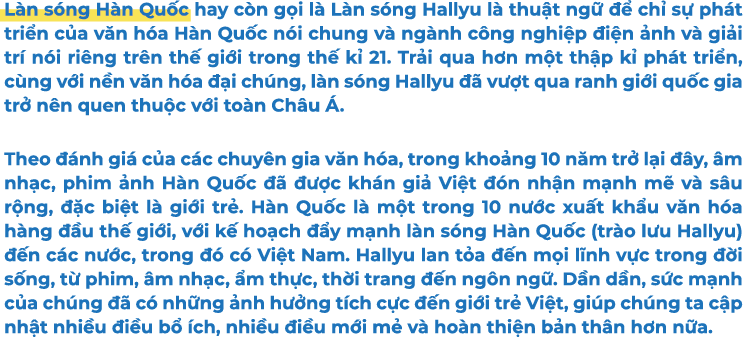 Làn sóng Hàn Quốc hay còn gọi là Làn sóng Hallyu là thuật ngữ để chỉ sự phát
triển của văn hóa Hàn Quốc nói chung và ngành công nghiệp điện ảnh và giải
trí nói riêng trên thế giới trong thế kỉ 21. Trải qua hơn một thập kỉ phát triển,
cùng với nền văn hóa đại chúng, làn sóng Hallyu đã vượt qua ranh giới quốc gia
trở nên quen thuộc với toàn Châu Á.
Theo đánh giá của các chuyên gia văn hóa, trong khoảng 10 năm trở lại đây, âm
nhạc, phim ảnh Hàn Quốc đã được khán giả Việt đón nhận mạnh mẽ và sâu
rộng, đặc biệt là giới trẻ. Hàn Quốc là một trong 10 nước xuất khẩu văn hóa
hàng đầu thế giới, với kế hoạch đẩy mạnh làn sóng Hàn Quốc (trào lưu Hallyu)
đến các nước, trong đó có Việt Nam. Hallyu lan tỏa đến mọi lĩnh vực trong đời
sống, từ phim, âm nhạc, ẩm thực, thời trang đến ngôn ngữ. Dần dần, sức mạnh
của chúng đã có những ảnh hưởng tích cực đến giới trẻ Việt, giúp chúng ta cập
nhật nhiều điều bổ ích, nhiều điều mới mẻ và hoàn thiện bản thân hơn nữa.